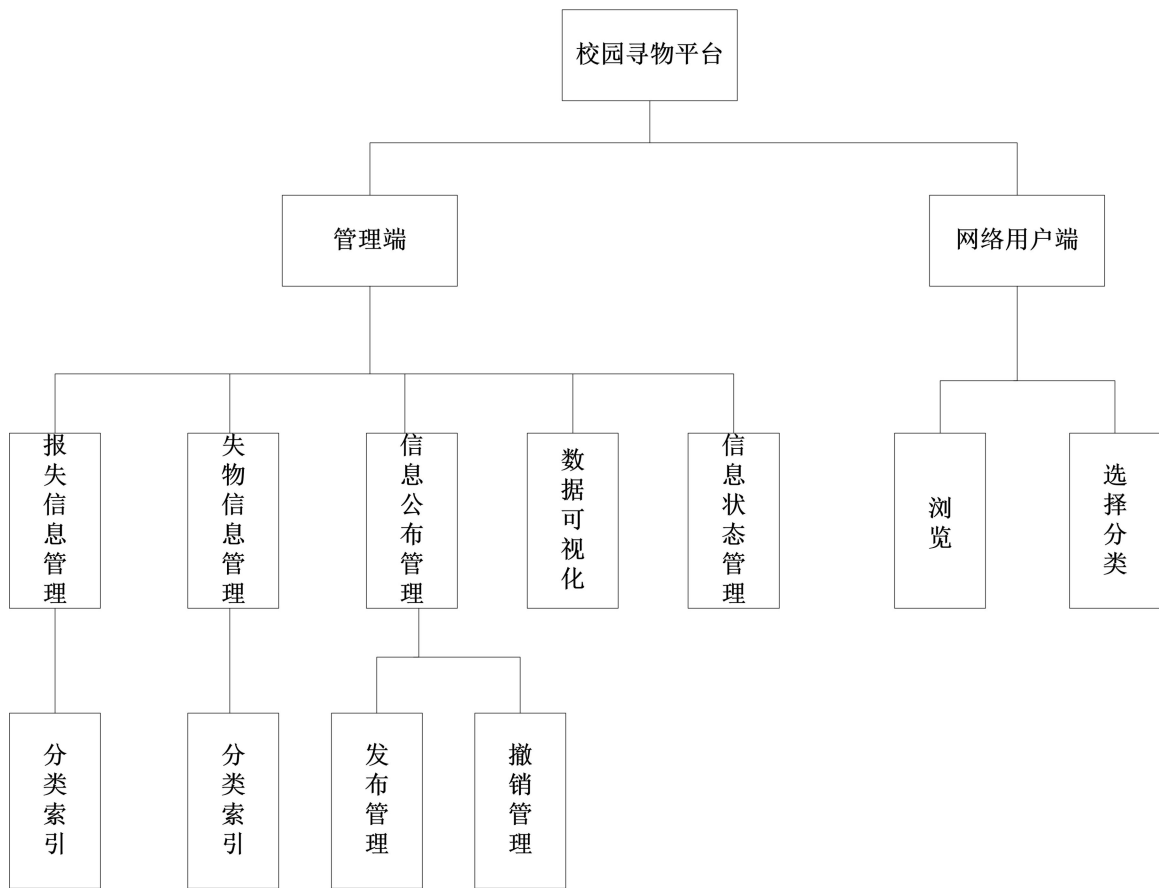 校园寻物平台
管理端
网络用户端
报失信息管理
失物信息管理
信息公布管理
数据可视化
信息状态管理
浏览
选择分类
分类索引
分类索引
发布管理
撤销管理